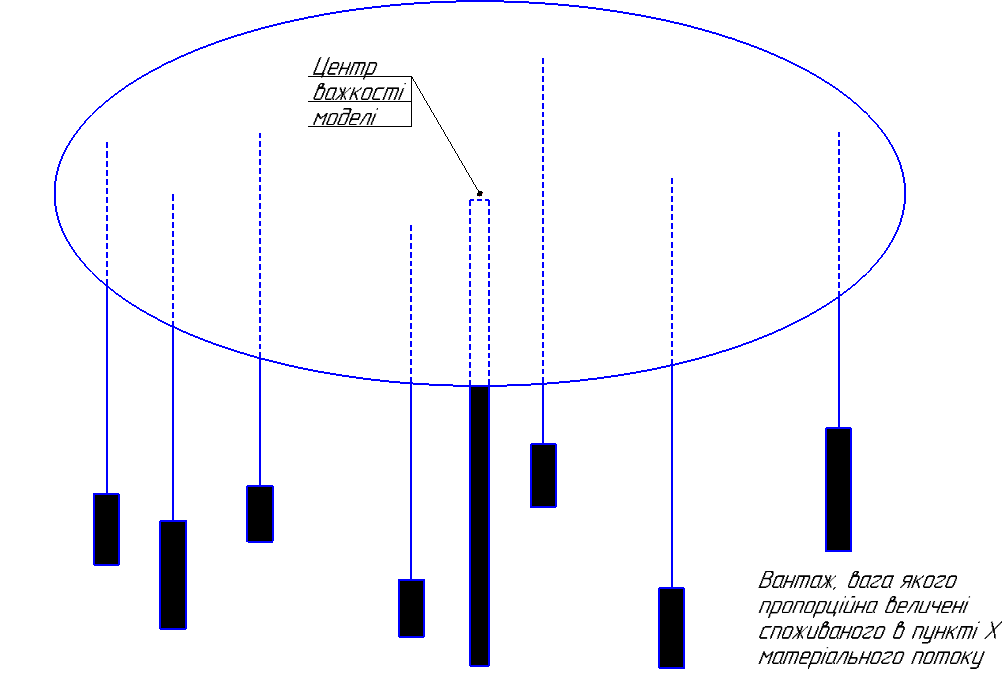 Центр
важкості
моделі
Вантаж, вага якого
пропорційна величені
споживаного в пункті X
матеріального потоку